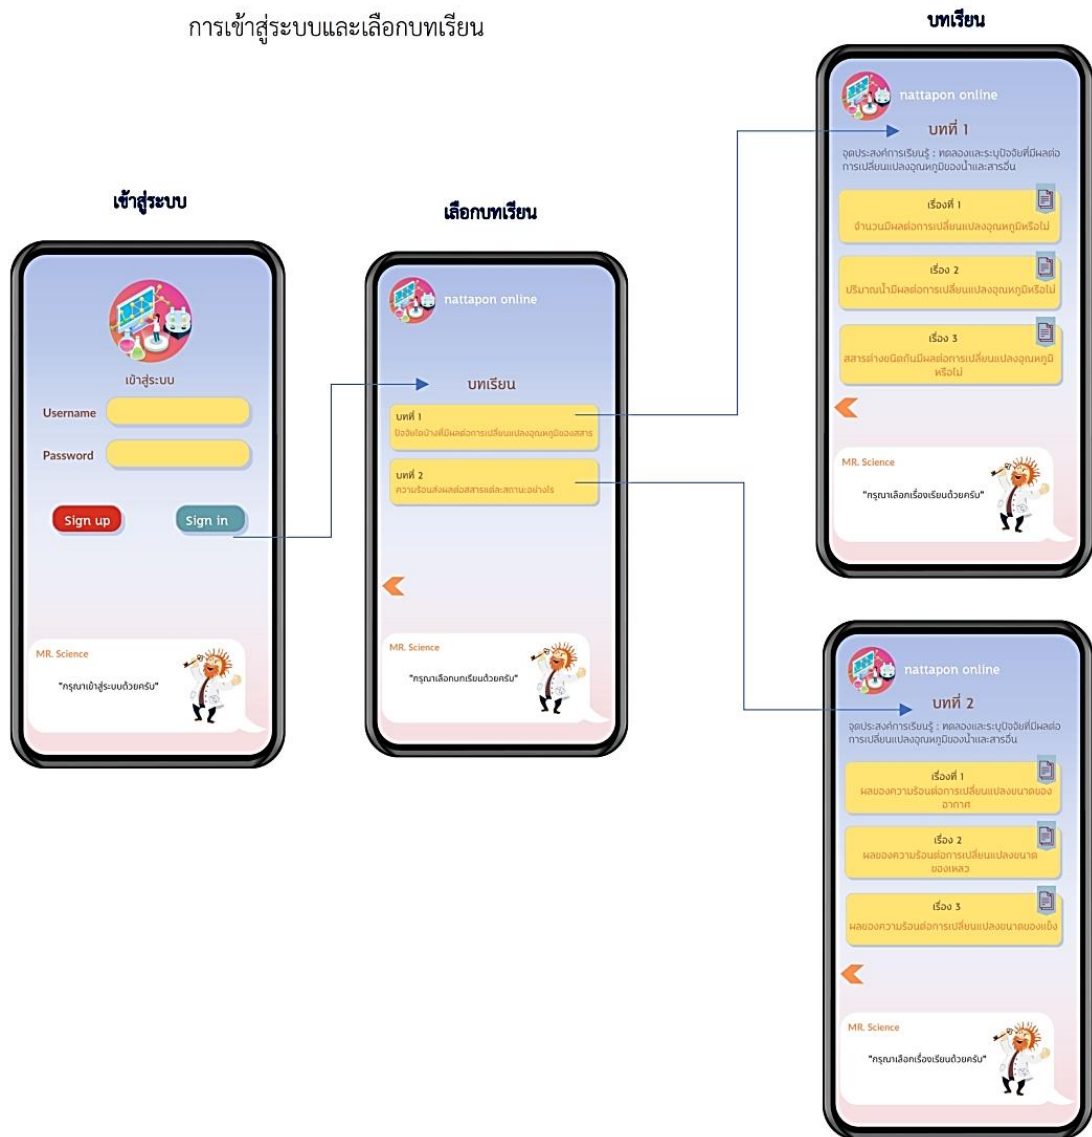 การเข้าสู่ระบบและเลือกบทเรียน
เข้าสู่ระบบ
เข้าสู่ระบบ
Username
Password
Sign up
Sign in
MR. Science
"กรุณาเข้าสู่ระบบด้วยครับ"
เลือกบทเรียน
nattapon online
บทเรียน
บทที่ 1
ปัจจัยใดบ้างที่มีผลต่อการเปลี่ยนแปลงอุณหภูมิของสสาร
บทที่ 2
ความร้อนส่งผลต่อสสารแต่ละสถานะอย่างไร
MR. Science
"กรุณาเลือกบทเรียนด้วยครับ"
บทเรียน
nattapon online
บทที่ 1
จุดประสงค์การเรียนรู้ : ทดลองและระบุปัจจัยที่มีผลต่อ
การเปลี่ยนแปลงอุณหภูมิของน้ำและสารอื่น
เรื่องที่ 1
จำนวนมีผลต่อการเปลี่ยนแปลงอุณหภูมิหรือไม่
เรื่อง 2
ปริมาณน้ำมีผลต่อการเปลี่ยนแปลงอุณหภูมิหรือไม่
เรื่อง 3
สสารต่างชนิดกันมีผลต่อการเปลี่ยนแปลงอุณหภูมิ
หรือไม่
MR. Science
"กรุณาเลือกเรื่องเรียนด้วยครับ"
nattapon online
บทที่ 2
จุดประสงค์การเรียนรู้ : ทดลองและระบุปัจจัยที่มีผลต่อ
การเปลี่ยนแปลงอุณหภูมิของน้ำและสารอื่น
เรื่องที่ 1
ผลของความร้อนต่อการเปลี่ยนแปลงขนาดของ
อากาศ
เรื่อง 2
ผลของความร้อนต่อการเปลี่ยนแปลงขนาด
ของเหลว
เรื่อง 3
ผลของความร้อนต่อการเปลี่ยนแปลงขนาดของแข็ง
MR. Science
"กรุณาเลือกเรื่องเรียนด้วยครับ"